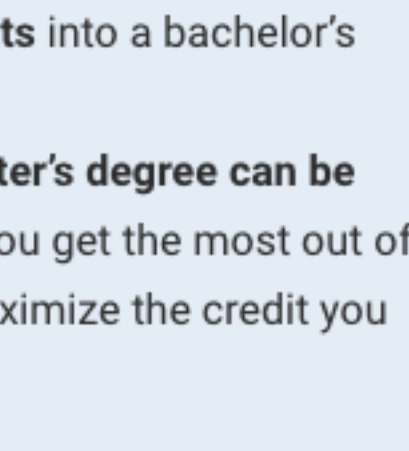 ts into a bachelor’s
ter’s degree can be
ou get the most out of
ximize the credit you